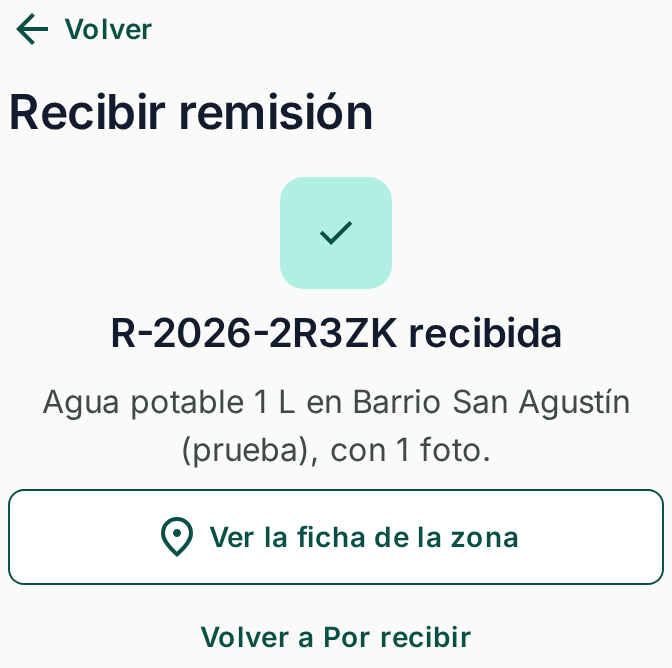 Volver
Recibir remisión
R-2026-2R3ZK recibida
Agua potable 1 L en Barrio San Agustín
(prueba), con 1 foto.
Ver la ficha de la zona
Volver a Por recibir